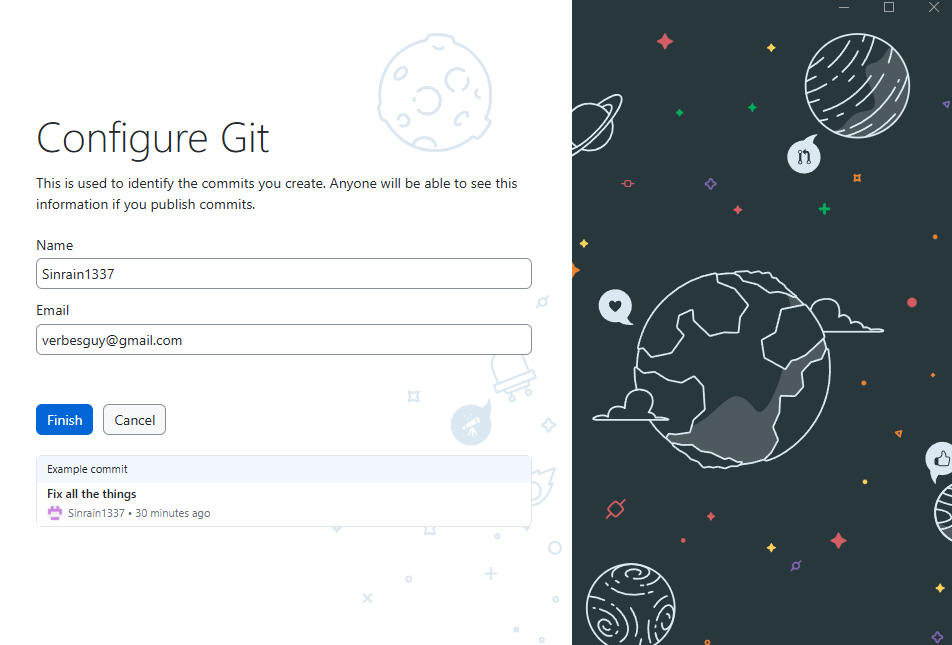 Configure Git
This is used to identify the commits you create. Anyone will be able to see this
information if you publish commits.
Name
Sinrain1337
Email
verbesguy@gmail.com
Finish
Cancel
Example commit
Fix all the things
Sinrain1337 • 30 minutes ago